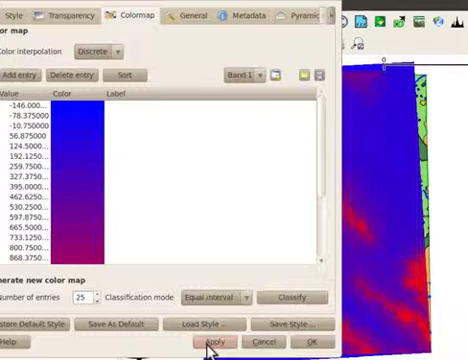 Style Transparency Colormap General Metadata Pyramic
or map
Color interpolation Discrete
Add entry Delete entry Sort Band 1
Value Color Label
-146.000...
-78.375000
-10.750000
56.875000
124.5000...
192.1250...
259.7500...
327.3750...
395.0000...
462.6250...
530.2500...
597.8750...
665.5000...
733.1250...
800.7500...
868.3750...
enerate new color map
Number of entries 25 Classification mode Equal interval Classify
store Default Style Save As Default Load Style ... Save Style...
Help Apply Cancel OK